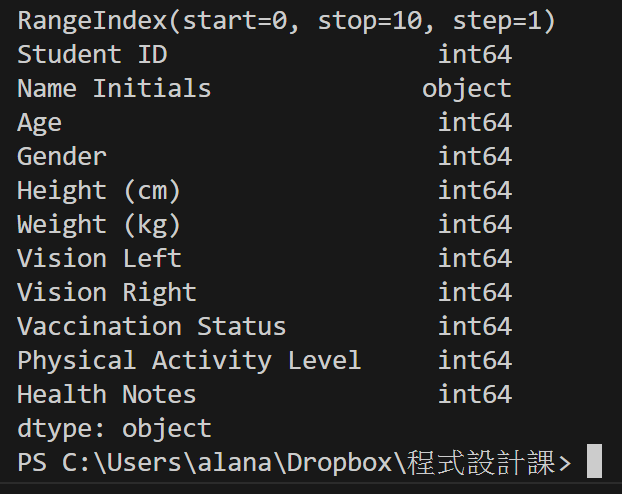 RangeIndex(start=0, stop=10, step=1)
Student ID                  int64
Name Initials              object
Age                         int64
Gender                      int64
Height (cm)                 int64
Weight (kg)                 int64
Vision Left                 int64
Vision Right                int64
Vaccination Status          int64
Physical Activity Level     int64
Health Notes                int64
dtype: object
PS C:\Users\alana\Dropbox\程式設計課>